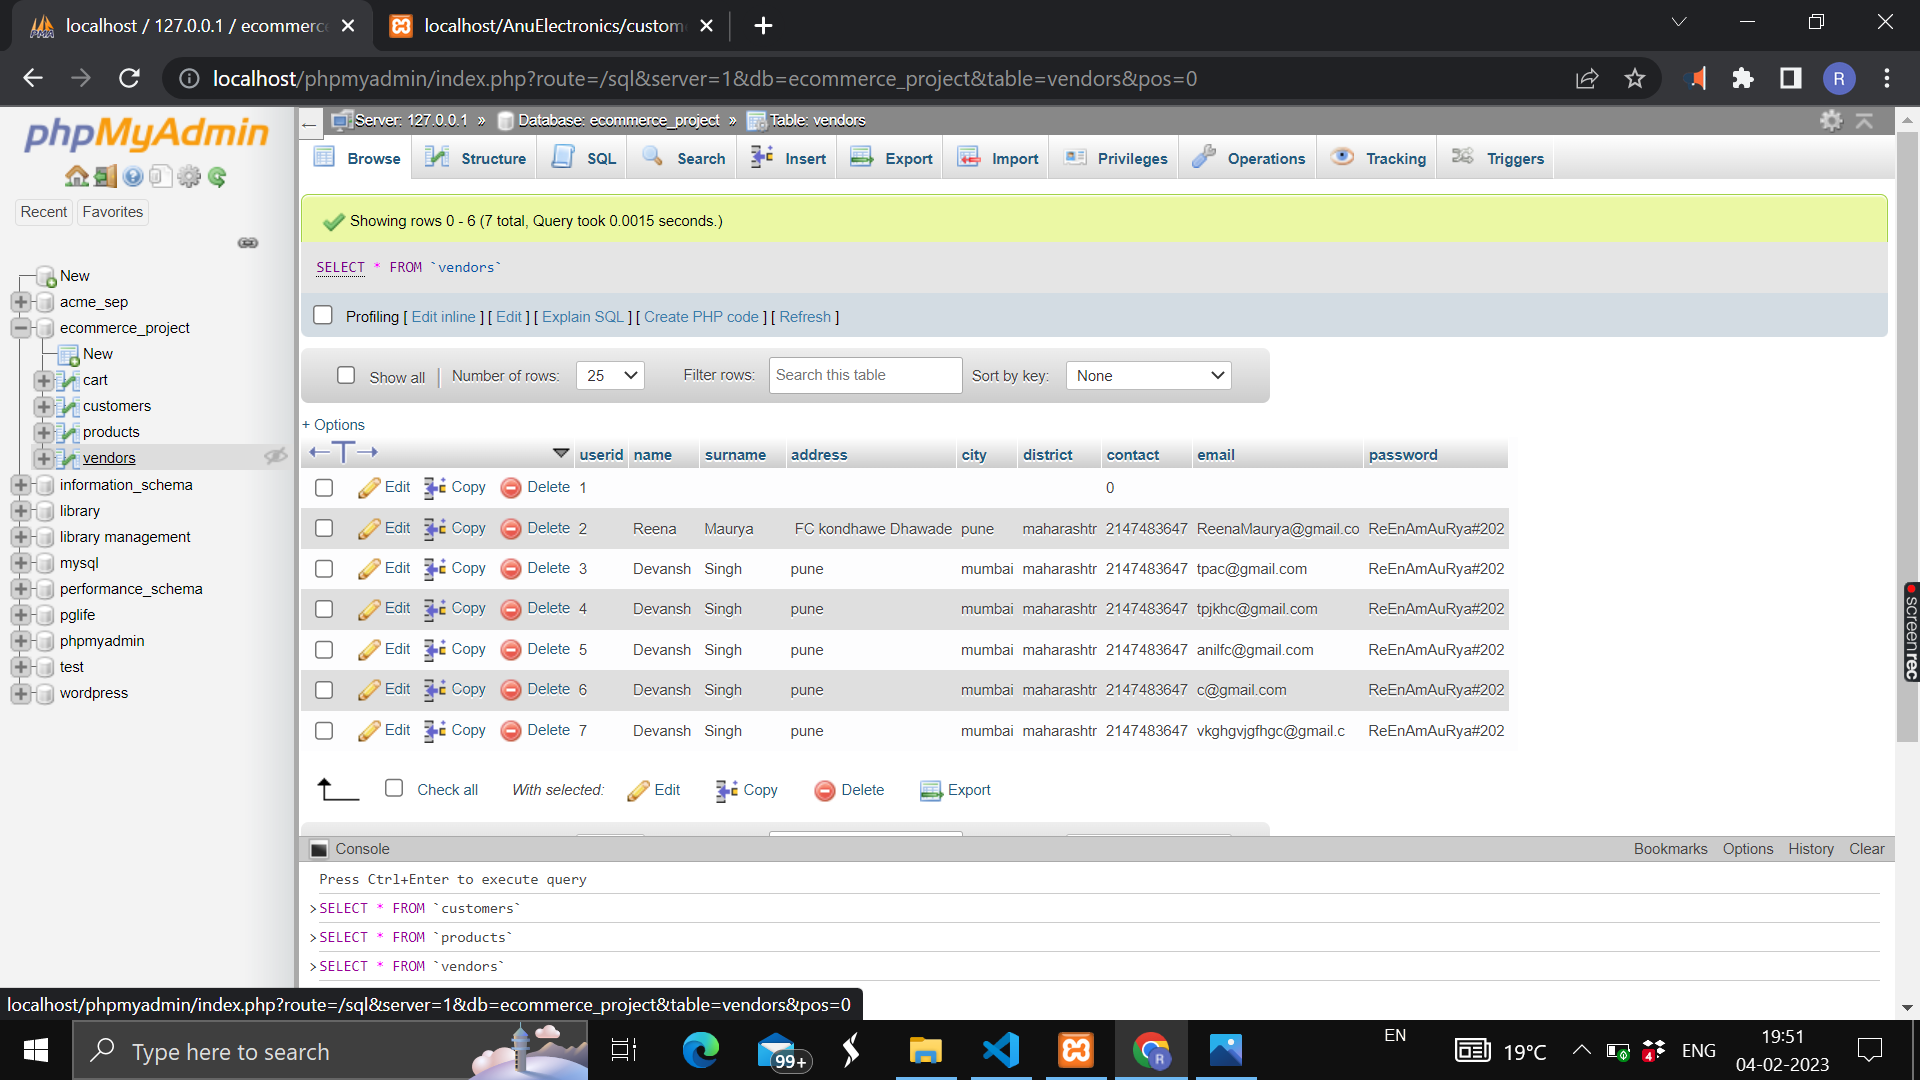 localhost / 127.0.0.1 / ecommerce
localhost/AnuElectronics/custom
localhost/phpmyadmin/index.php?route=/sql&server=1&db=ecommerce_project&table=vendors&pos=0
R
phpMyAdmin
Recent
Favorites
New
acme_sep
ecommerce_project
New
cart
customers
products
vendors
information_schema
library
library management
mysql
performance_schema
pglife
phpmyadmin
test
wordpress
Server: 127.0.0.1 » Database: ecommerce_project » Table: vendors
Browse Structure SQL Search Insert Export Import Privileges Operations Tracking Triggers
Showing rows 0 - 6 (7 total, Query took 0.0015 seconds.)
SELECT * FROM `vendors`
Profiling [ Edit inline ] [ Edit ] [ Explain SQL ] [ Create PHP code ] [ Refresh ]
Show all | Number of rows: 25 Filter rows: Search this table Sort by key: None
+ Options
←T→ userid name surname address city district contact email password
Edit Copy Delete 1 0
Edit Copy Delete 2 Reena Maurya FC kondhawe Dhawade pune maharashtr 2147483647 ReenaMaurya@gmail.co ReEnAmAuRya#202
Edit Copy Delete 3 Devansh Singh pune mumbai maharashtr 2147483647 tpac@gmail.com ReEnAmAuRya#202
Edit Copy Delete 4 Devansh Singh pune mumbai maharashtr 2147483647 tpjkhc@gmail.com ReEnAmAuRya#202
Edit Copy Delete 5 Devansh Singh pune mumbai maharashtr 2147483647 anilfc@gmail.com ReEnAmAuRya#202
Edit Copy Delete 6 Devansh Singh pune mumbai maharashtr 2147483647 c@gmail.com ReEnAmAuRya#202
Edit Copy Delete 7 Devansh Singh pune mumbai maharashtr 2147483647 vkghgvjgfhgc@gmail.c ReEnAmAuRya#202
Check all With selected: Edit Copy Delete Export
Console Bookmarks Options History Clear
Press Ctrl+Enter to execute query
>SELECT * FROM `customers`
>SELECT * FROM `products`
>SELECT * FROM `vendors`
screenrec
localhost/phpmyadmin/index.php?route=/sql&server=1&db=ecommerce_project&table=vendors&pos=0
Type here to search
99+
R
EN
19°C
4
ENG
19:51
04-02-2023